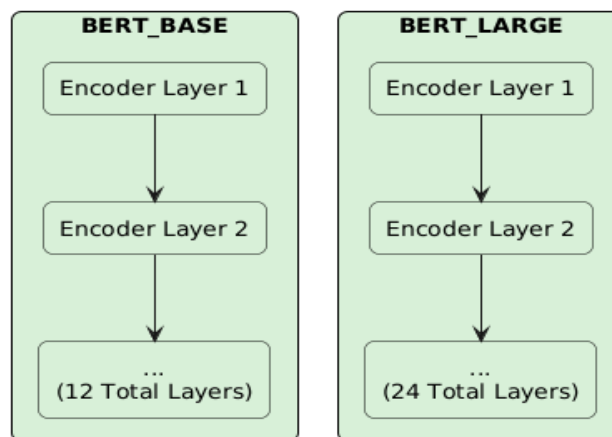 BERT_BASE
Encoder Layer 1
Encoder Layer 2
...
(12 Total Layers)
BERT_LARGE
Encoder Layer 1
Encoder Layer 2
...
(24 Total Layers)